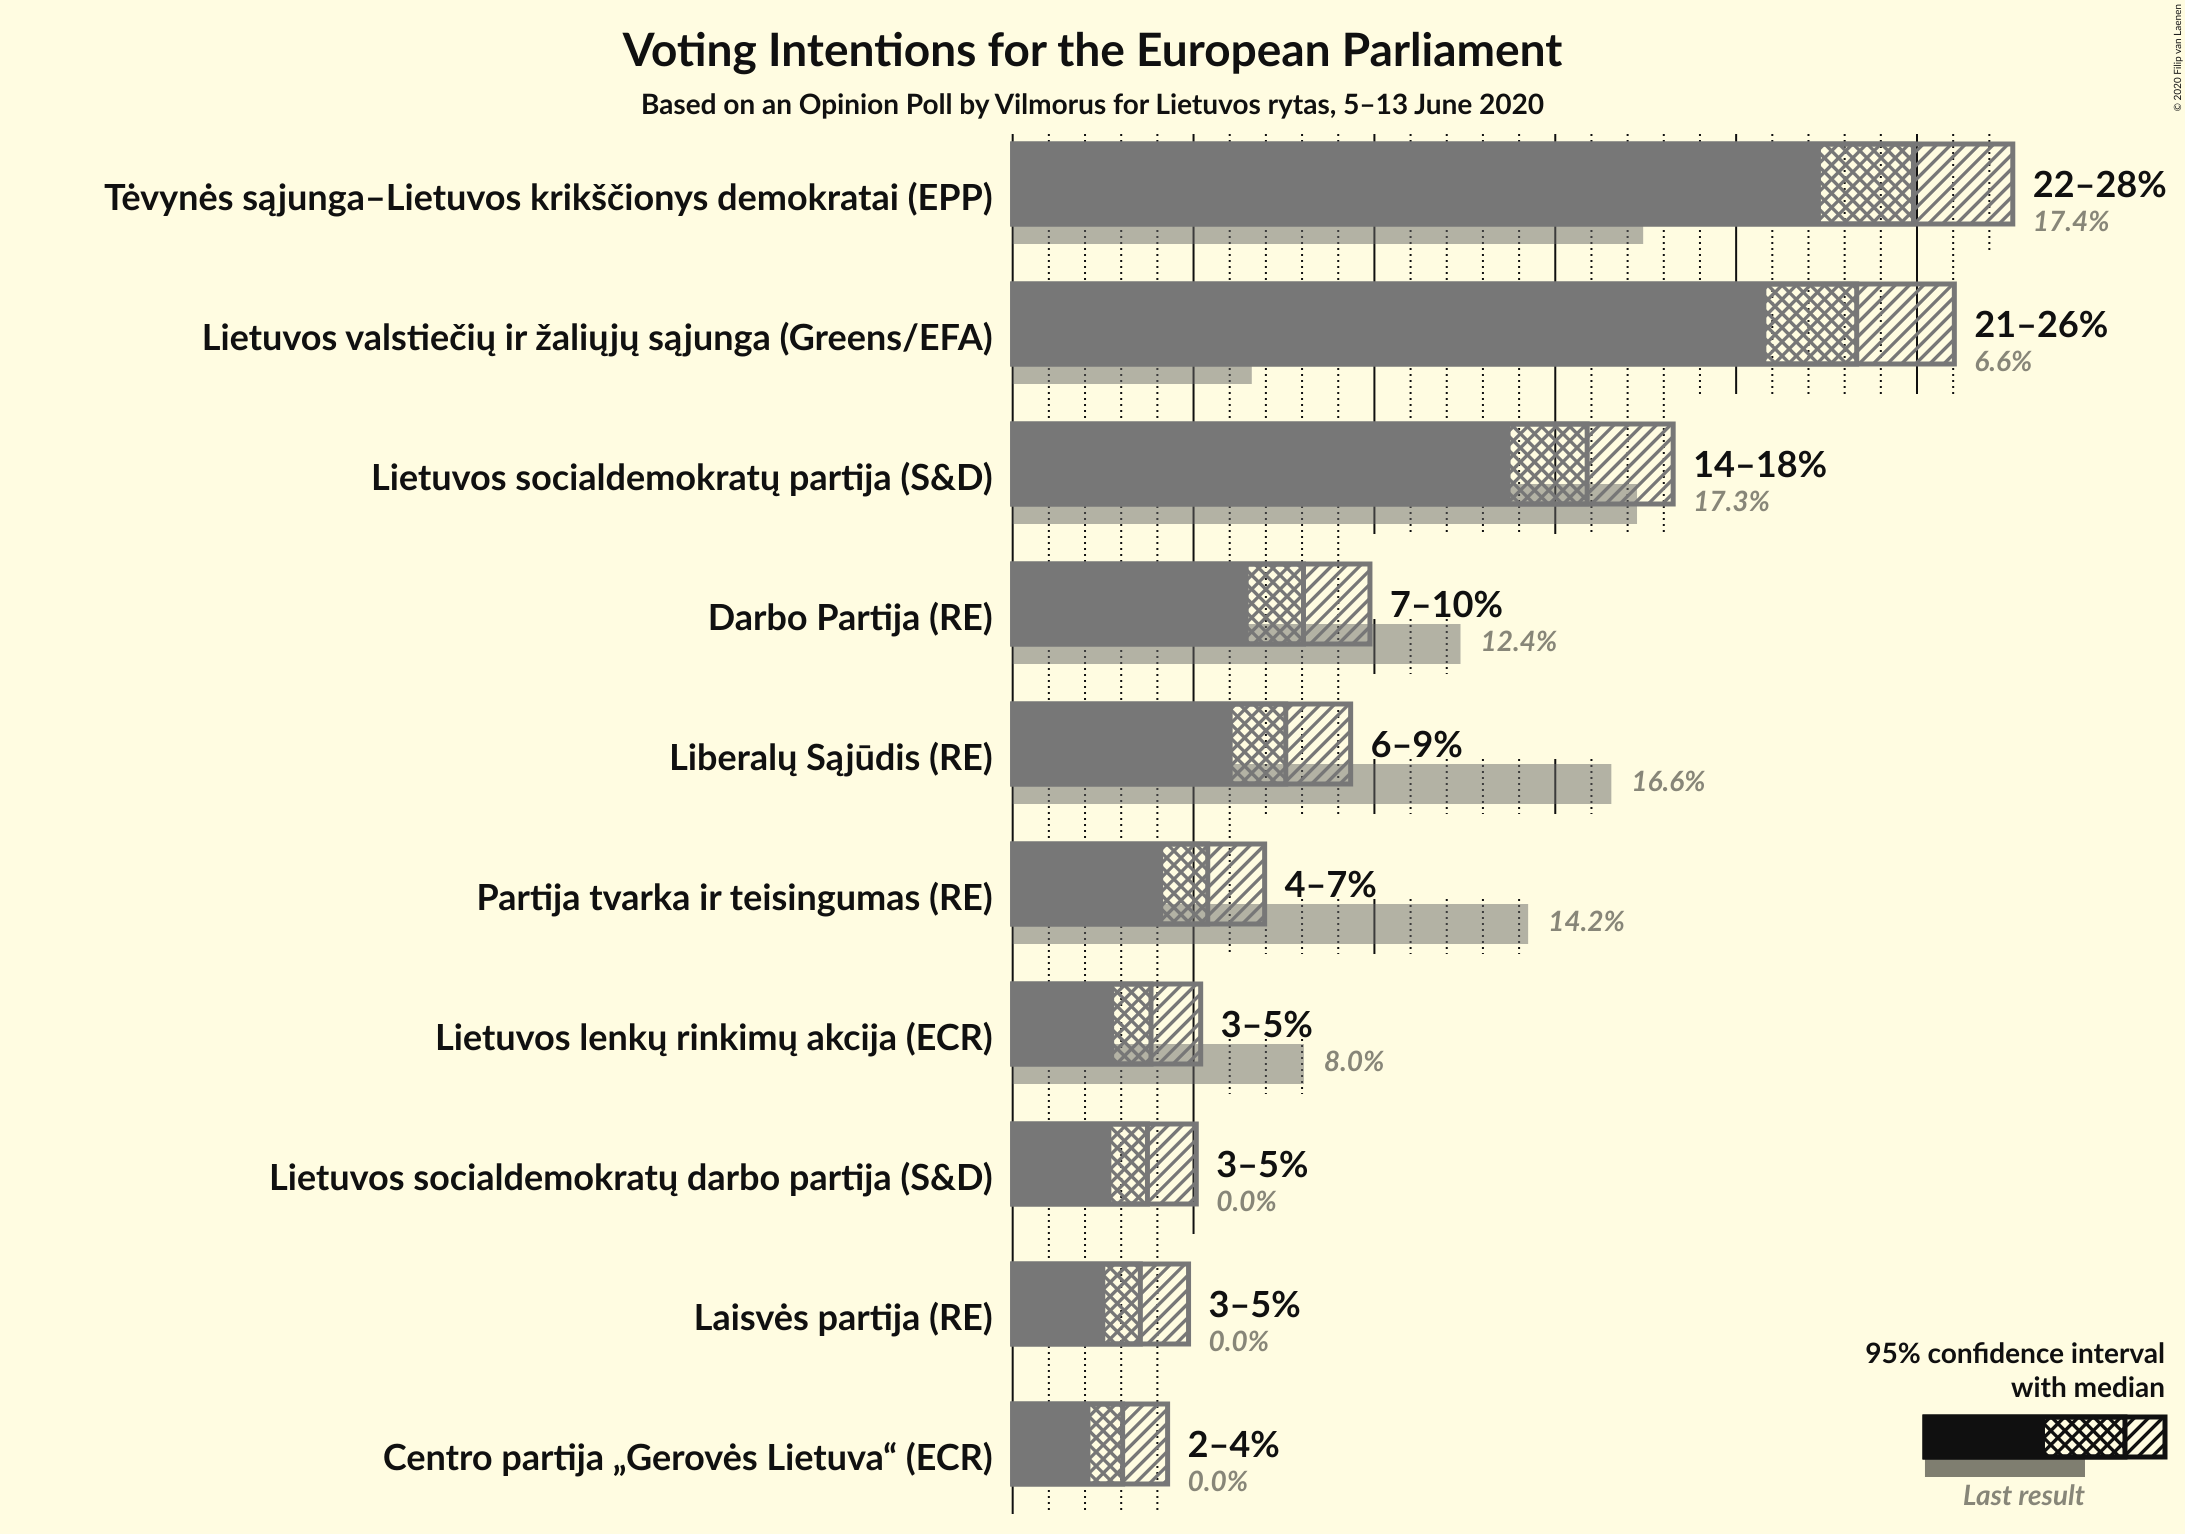 © 2020 Filip van Laenen
Voting Intentions for the European Parliament
Based on an Opinion Poll by Vilmorus for Lietuvos rytas, 5–13 June 2020
Tėvynės sąjunga–Lietuvos krikščionys demokratai (EPP)
22–28%
17.4%
Lietuvos valstiečių ir žaliųjų sąjunga (Greens/EFA)
21–26%
6.6%
Lietuvos socialdemokratų partija (S&D)
14–18%
17.3%
Darbo Partija (RE)
7–10%
12.4%
Liberalų Sąjūdis (RE)
6–9%
16.6%
Partija tvarka ir teisingumas (RE)
4–7%
14.2%
Lietuvos lenkų rinkimų akcija (ECR)
3–5%
8.0%
Lietuvos socialdemokratų darbo partija (S&D)
3–5%
0.0%
Laisvės partija (RE)
3–5%
0.0%
Centro partija „Gerovės Lietuva“ (ECR)
2–4%
0.0%
95% confidence interval
with median
Last result